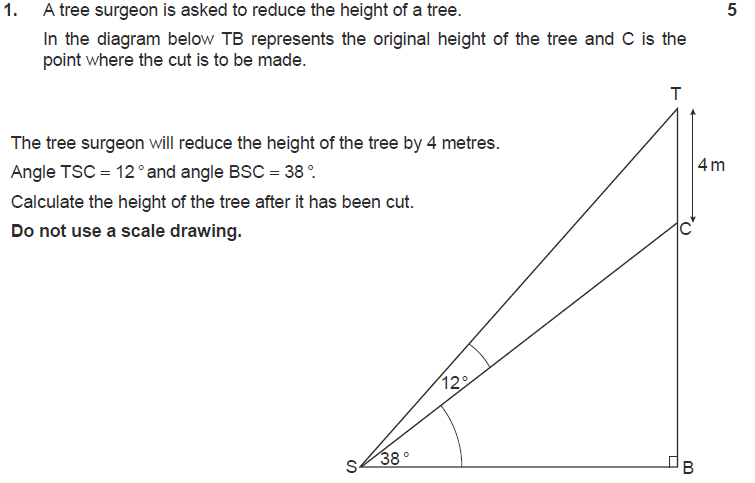 1. A tree surgeon is asked to reduce the height of a tree. 5
In the diagram below TB represents the original height of the tree and C is the
point where the cut is to be made.
T
The tree surgeon will reduce the height of the tree by 4 metres.
4 m
Angle TSC = 12° and angle BSC = 38°.
Calculate the height of the tree after it has been cut.
C
Do not use a scale drawing.
12°
38°
S
B